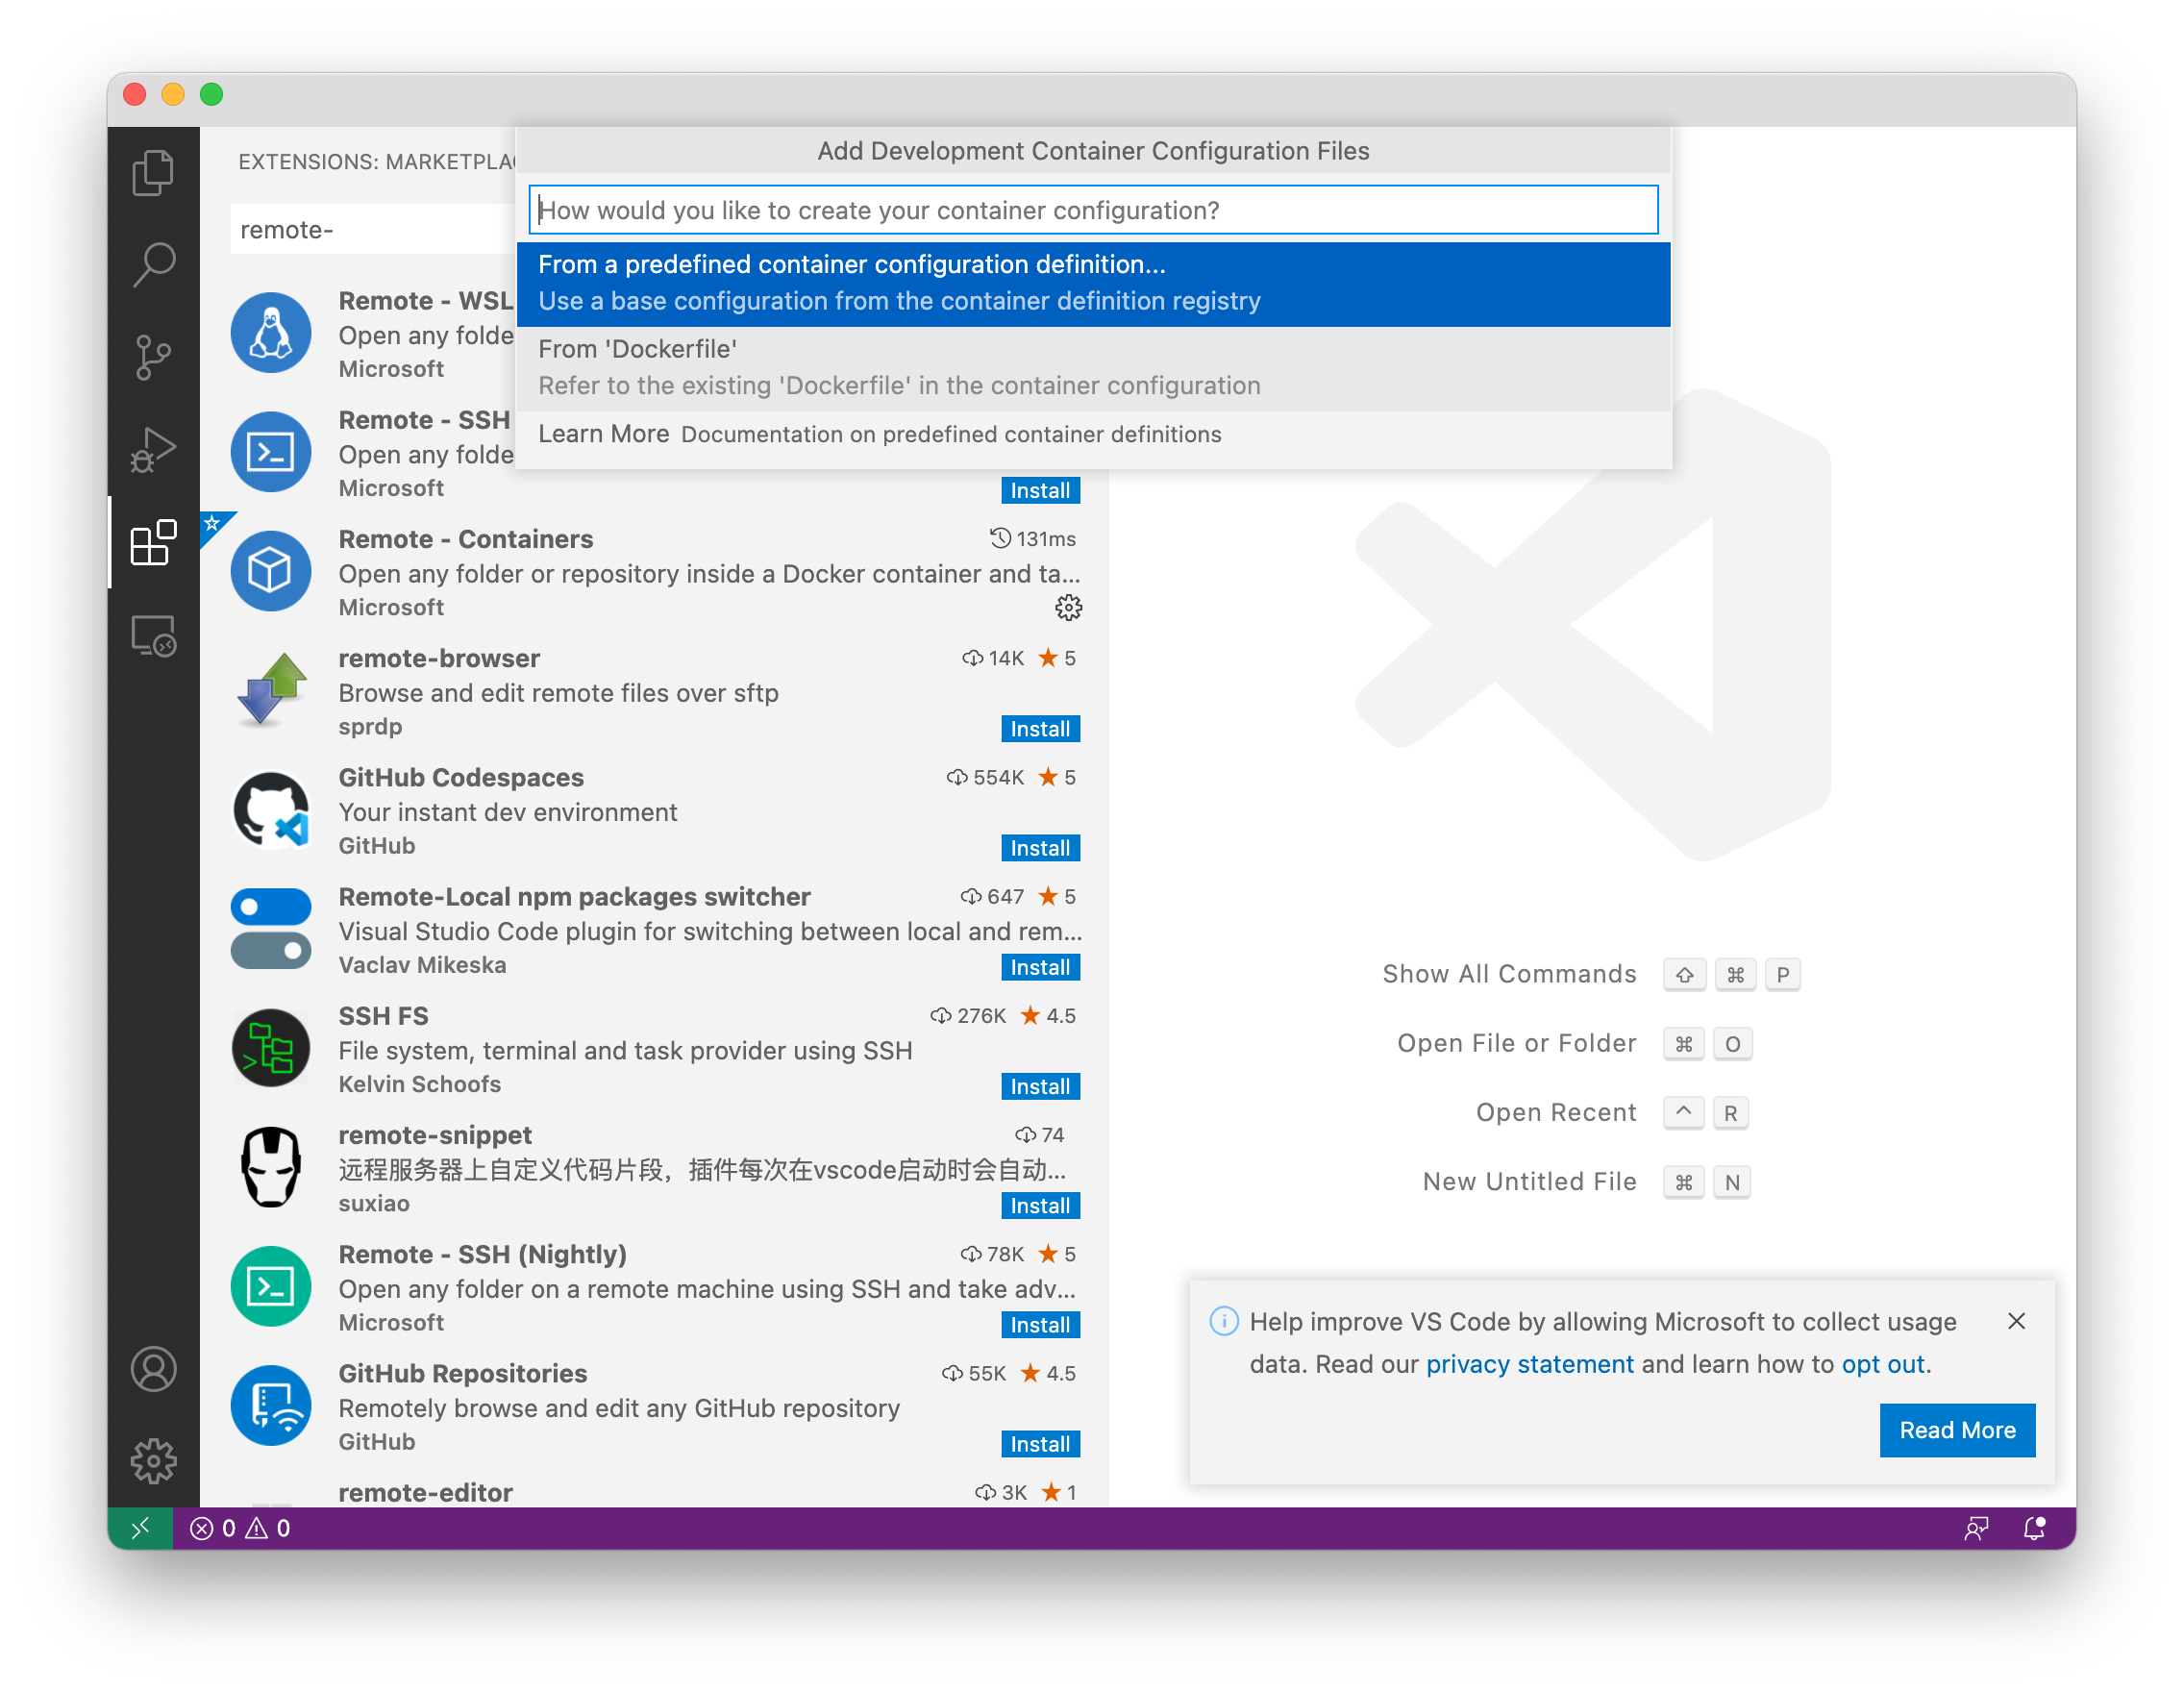 Add Development Container Configuration Files
How would you like to create your container configuration?
From a predefined container configuration definition...
Use a base configuration from the container definition registry
From 'Dockerfile'
Refer to the existing 'Dockerfile' in the container configuration
Learn More Documentation on predefined container definitions
EXTENSIONS: MARKETPLAC
remote-
Remote - WSL
Open any folde
Microsoft
Remote - SSH
Open any folde
Microsoft
Install
Remote - Containers 131ms
Open any folder or repository inside a Docker container and ta...
Microsoft
remote-browser 14K ★ 5
Browse and edit remote files over sftp
sprdp Install
GitHub Codespaces 554K ★ 5
Your instant dev environment
GitHub Install
Remote-Local npm packages switcher 647 ★ 5
Visual Studio Code plugin for switching between local and rem...
Vaclav Mikeska Install
SSH FS 276K ★ 4.5
File system, terminal and task provider using SSH
Kelvin Schoofs Install
remote-snippet 74
远程服务器上自定义代码片段，插件每次在vscode启动时会自动...
suxiao Install
Remote - SSH (Nightly) 78K ★ 5
Open any folder on a remote machine using SSH and take adv...
Microsoft Install
GitHub Repositories 55K ★ 4.5
Remotely browse and edit any GitHub repository
GitHub Install
remote-editor 3K ★ 1
Show All Commands ⇧ ⌘ P
Open File or Folder ⌘ O
Open Recent ^ R
New Untitled File ⌘ N
Help improve VS Code by allowing Microsoft to collect usage
data. Read our privacy statement and learn how to opt out.
Read More
0 0